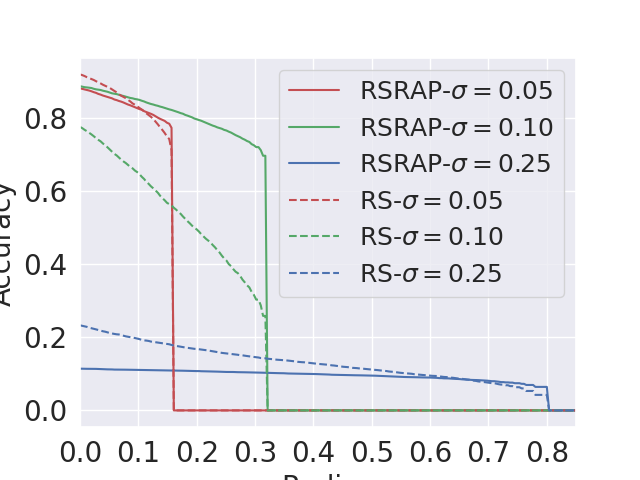 Accuracy
0.8
0.6
0.4
0.2
0.0
RSRAP-σ = 0.05
RSRAP-σ = 0.10
RSRAP-σ = 0.25
RS-σ = 0.05
RS-σ = 0.10
RS-σ = 0.25
0.0 0.1 0.2 0.3 0.4 0.5 0.6 0.7 0.8